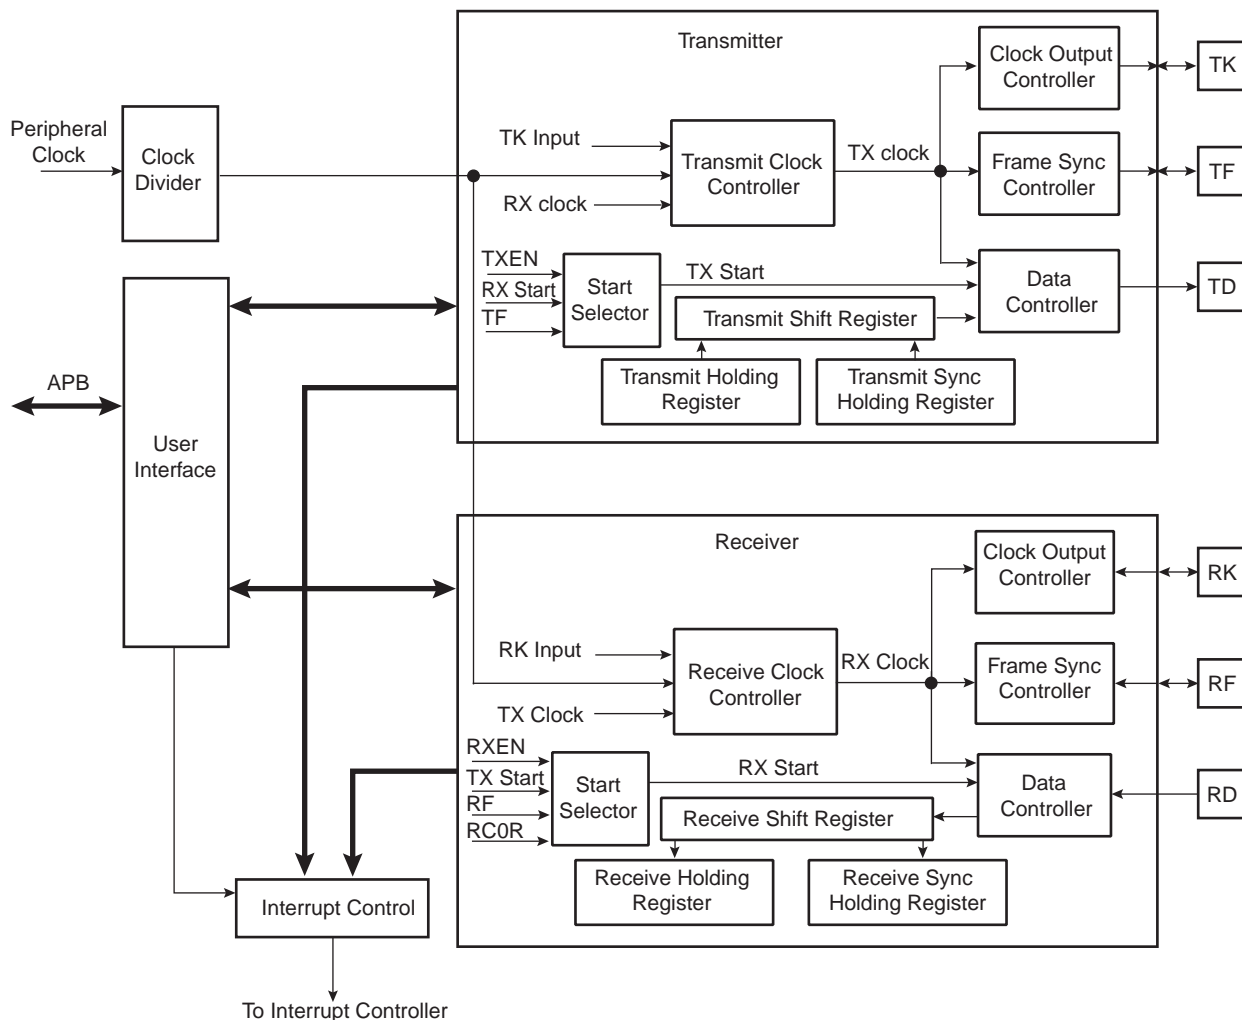 Transmitter
Clock Output
Controller
TK
Peripheral
Clock
Clock
Divider
TK Input
Transmit Clock
Controller
TX clock
Frame Sync
Controller
TF
RX clock
TXEN
RX Start
TF
Start
Selector
TX Start
Data
Controller
TD
Transmit Shift Register
Transmit Holding
Register
Transmit Sync
Holding Register
APB
User
Interface
Receiver
Clock Output
Controller
RK
RK Input
Receive Clock
Controller
RX Clock
Frame Sync
Controller
RF
TX Clock
RXEN
TX Start
RF
RC0R
Start
Selector
RX Start
Data
Controller
RD
Receive Shift Register
Receive Holding
Register
Receive Sync
Holding Register
Interrupt Control
To Interrupt Controller